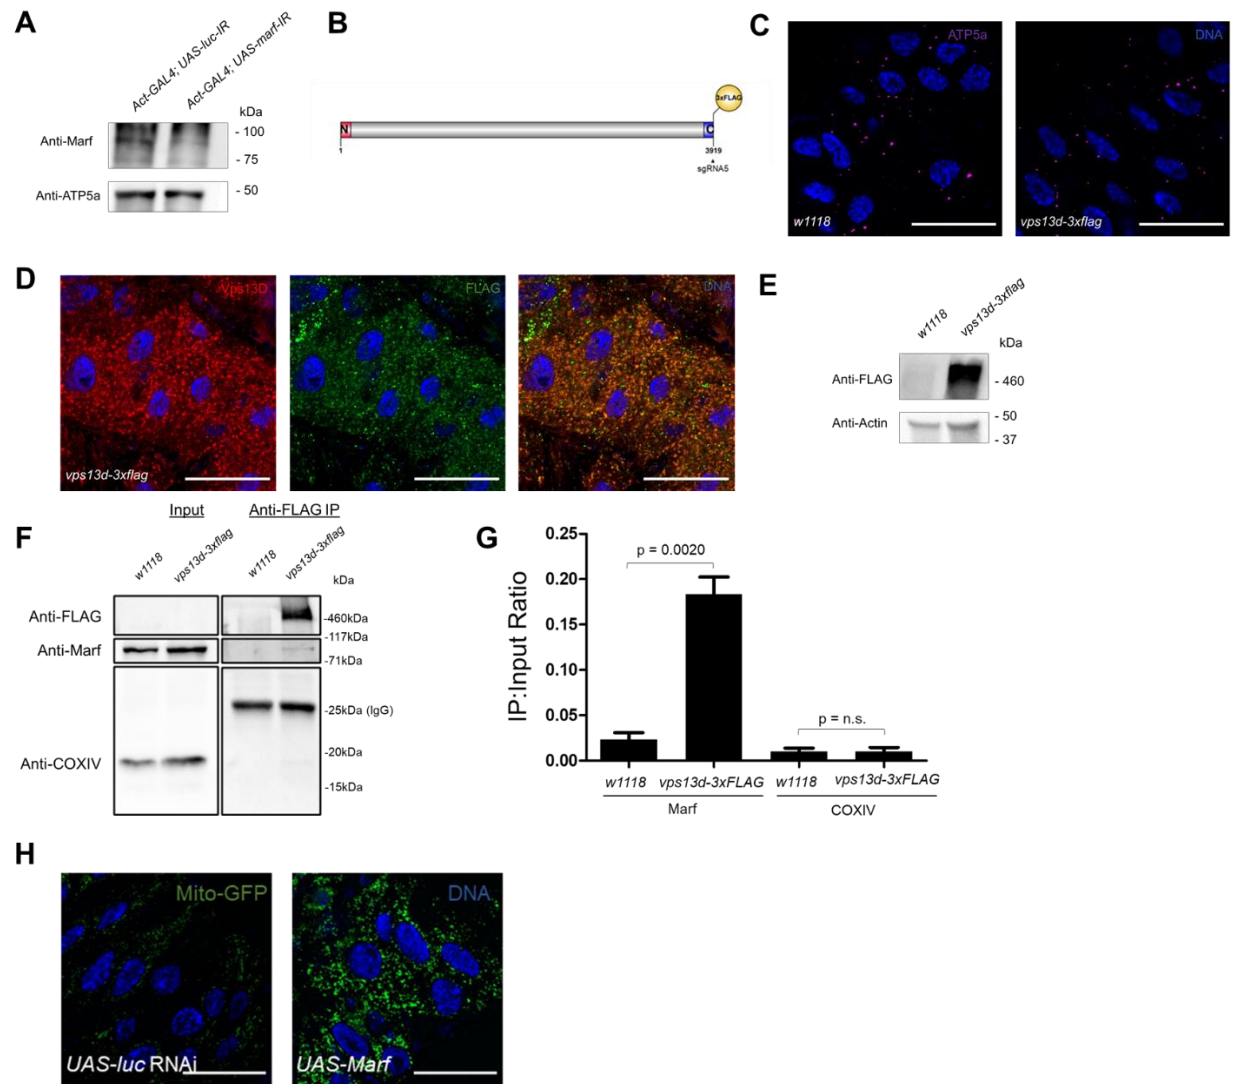 A
Act-GAL4; UAS-luc-IR
Act-GAL4; UAS-marf-IR
kDa
Anti-Marf
- 100
- 75
Anti-ATP5a
- 50
B
3xFLAG
N
C
1
3919
sgRNA5
C
ATP5a
w1118
DNA
vps13d-3xflag
D
Vps13D
vps13d-3xflag
FLAG
DNA
E
w1118
vps13d-3xflag
kDa
Anti-FLAG
- 460
Anti-Actin
- 50
- 37
F
Input
Anti-FLAG IP
w1118
vps13d-3xflag
w1118
vps13d-3xflag
kDa
Anti-FLAG
-460kDa
-117kDa
Anti-Marf
-71kDa
-25kDa (IgG)
Anti-COXIV
-20kDa
-15kDa
G
IP:Input Ratio
0.25
0.20
0.15
0.10
0.05
0.00
p = 0.0020
p = n.s.
w1118
vps13d-3xFLAG
w1118
vps13d-3xFLAG
Marf
COXIV
H
Mito-GFP
UAS-luc RNAi
DNA
UAS-Marf